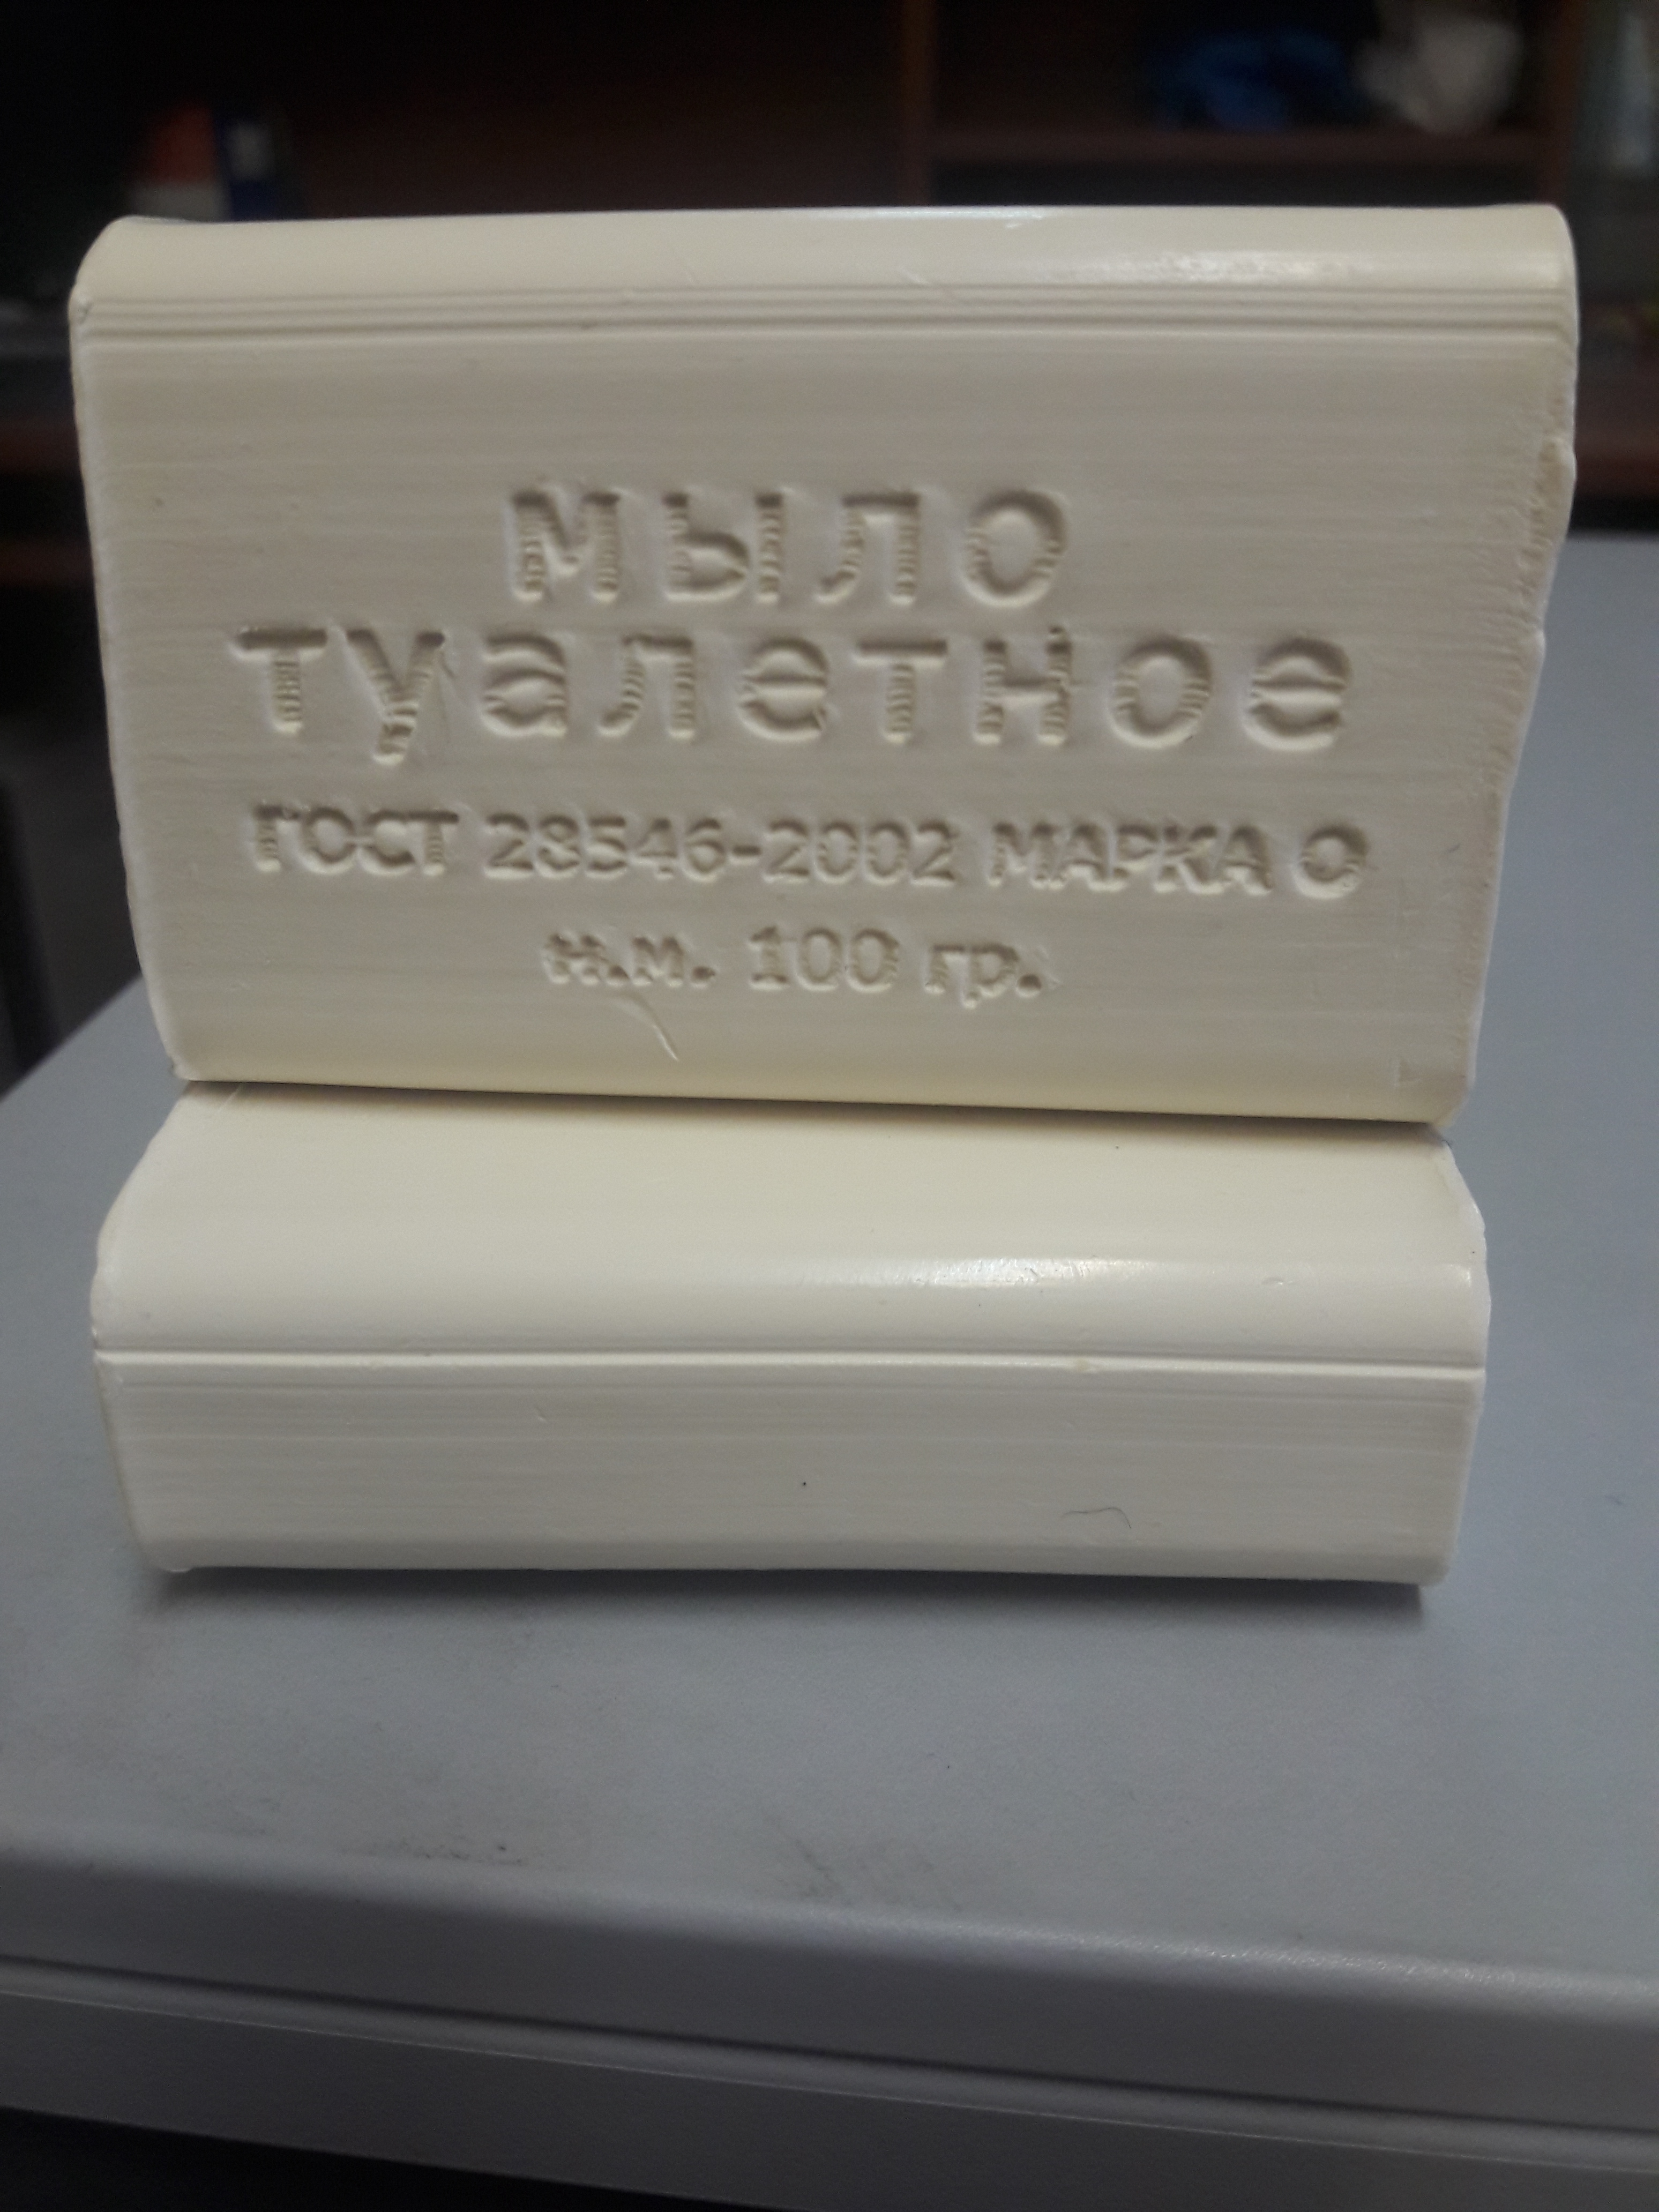 мыло
туалетное
ГОСТ 28546-2002 МАРКА О
н.м. 100 гр.